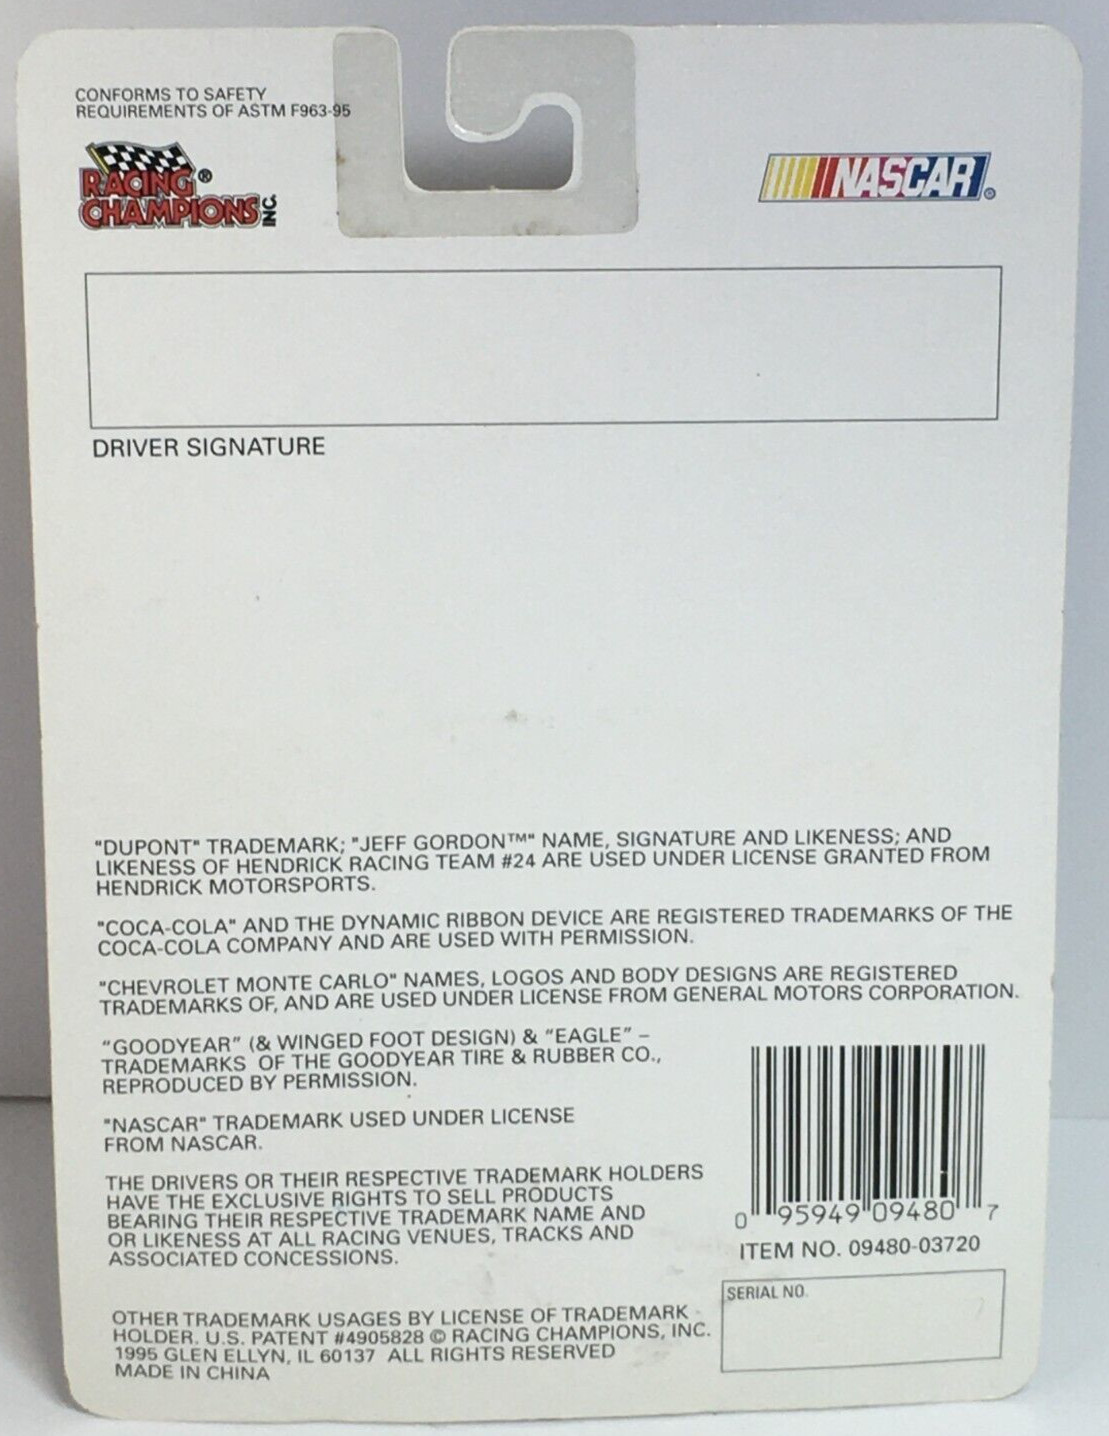 CONFORMS TO SAFETY
REQUIREMENTS OF ASTM F963-95
RACING®
CHAMPIONS INC.
NASCAR®
DRIVER SIGNATURE
"DUPONT" TRADEMARK; "JEFF GORDON™" NAME, SIGNATURE AND LIKENESS; AND
LIKENESS OF HENDRICK RACING TEAM #24 ARE USED UNDER LICENSE GRANTED FROM
HENDRICK MOTORSPORTS.
"COCA-COLA" AND THE DYNAMIC RIBBON DEVICE ARE REGISTERED TRADEMARKS OF THE
COCA-COLA COMPANY AND ARE USED WITH PERMISSION.
"CHEVROLET MONTE CARLO" NAMES, LOGOS AND BODY DESIGNS ARE REGISTERED
TRADEMARKS OF, AND ARE USED UNDER LICENSE FROM GENERAL MOTORS CORPORATION.
"GOODYEAR" (& WINGED FOOT DESIGN) & "EAGLE" –
TRADEMARKS OF THE GOODYEAR TIRE & RUBBER CO.,
REPRODUCED BY PERMISSION.
"NASCAR" TRADEMARK USED UNDER LICENSE
FROM NASCAR.
THE DRIVERS OR THEIR RESPECTIVE TRADEMARK HOLDERS
HAVE THE EXCLUSIVE RIGHTS TO SELL PRODUCTS
BEARING THEIR RESPECTIVE TRADEMARK NAME AND
OR LIKENESS AT ALL RACING VENUES, TRACKS AND
ASSOCIATED CONCESSIONS.
0 95949 09480 7
ITEM NO. 09480-03720
SERIAL NO.
OTHER TRADEMARK USAGES BY LICENSE OF TRADEMARK
HOLDER. U.S. PATENT #4905828 © RACING CHAMPIONS, INC.
1995 GLEN ELLYN, IL 60137 ALL RIGHTS RESERVED
MADE IN CHINA